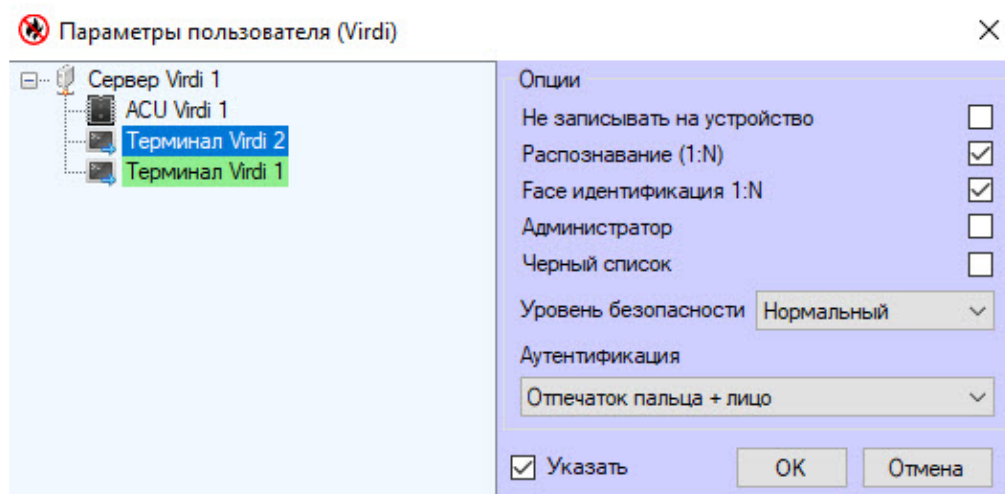 Параметры пользователя (Virdi)
Сервер Virdi 1
ACU Virdi 1
Терминал Virdi 2
Терминал Virdi 1
Опции
Не записывать на устройство
Распознавание (1:N)
Face идентификация 1:N
Администратор
Черный список
Уровень безопасности Нормальный
Аутентификация
Отпечаток пальца + лицо
Указать OK Отмена